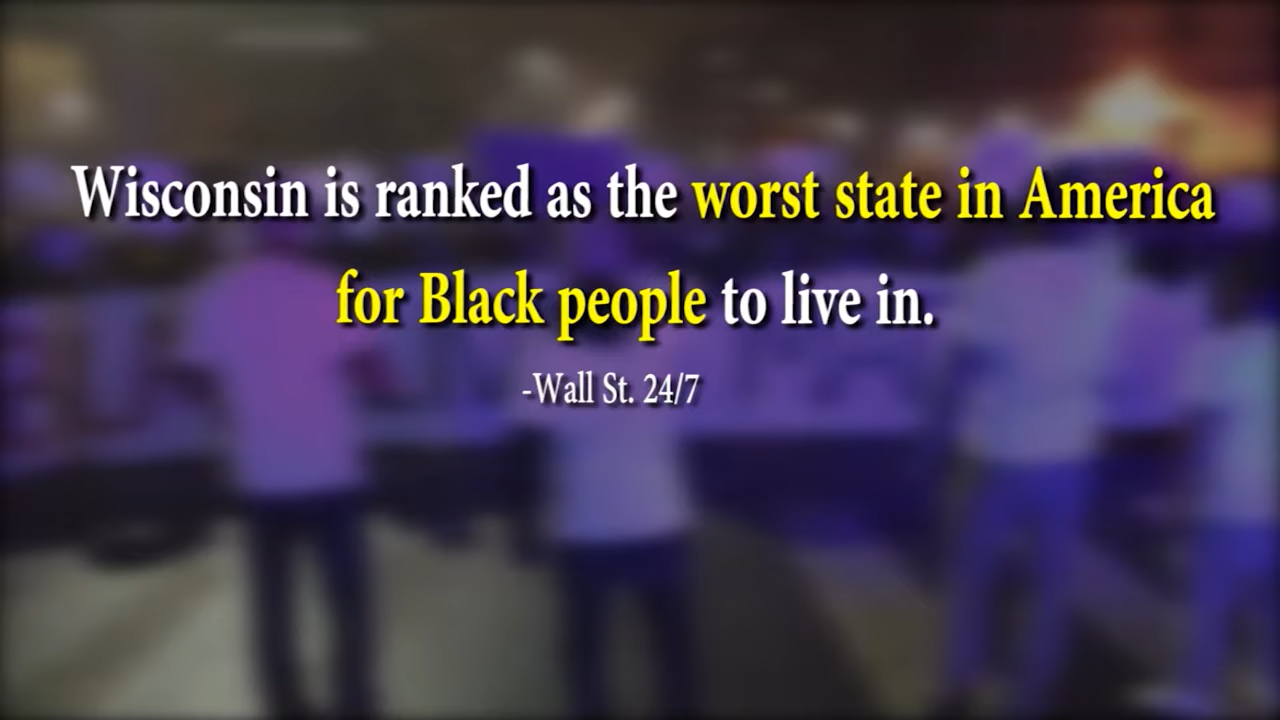 Wisconsin is ranked as the worst state in America
for Black people to live in.
-Wall St. 24/7